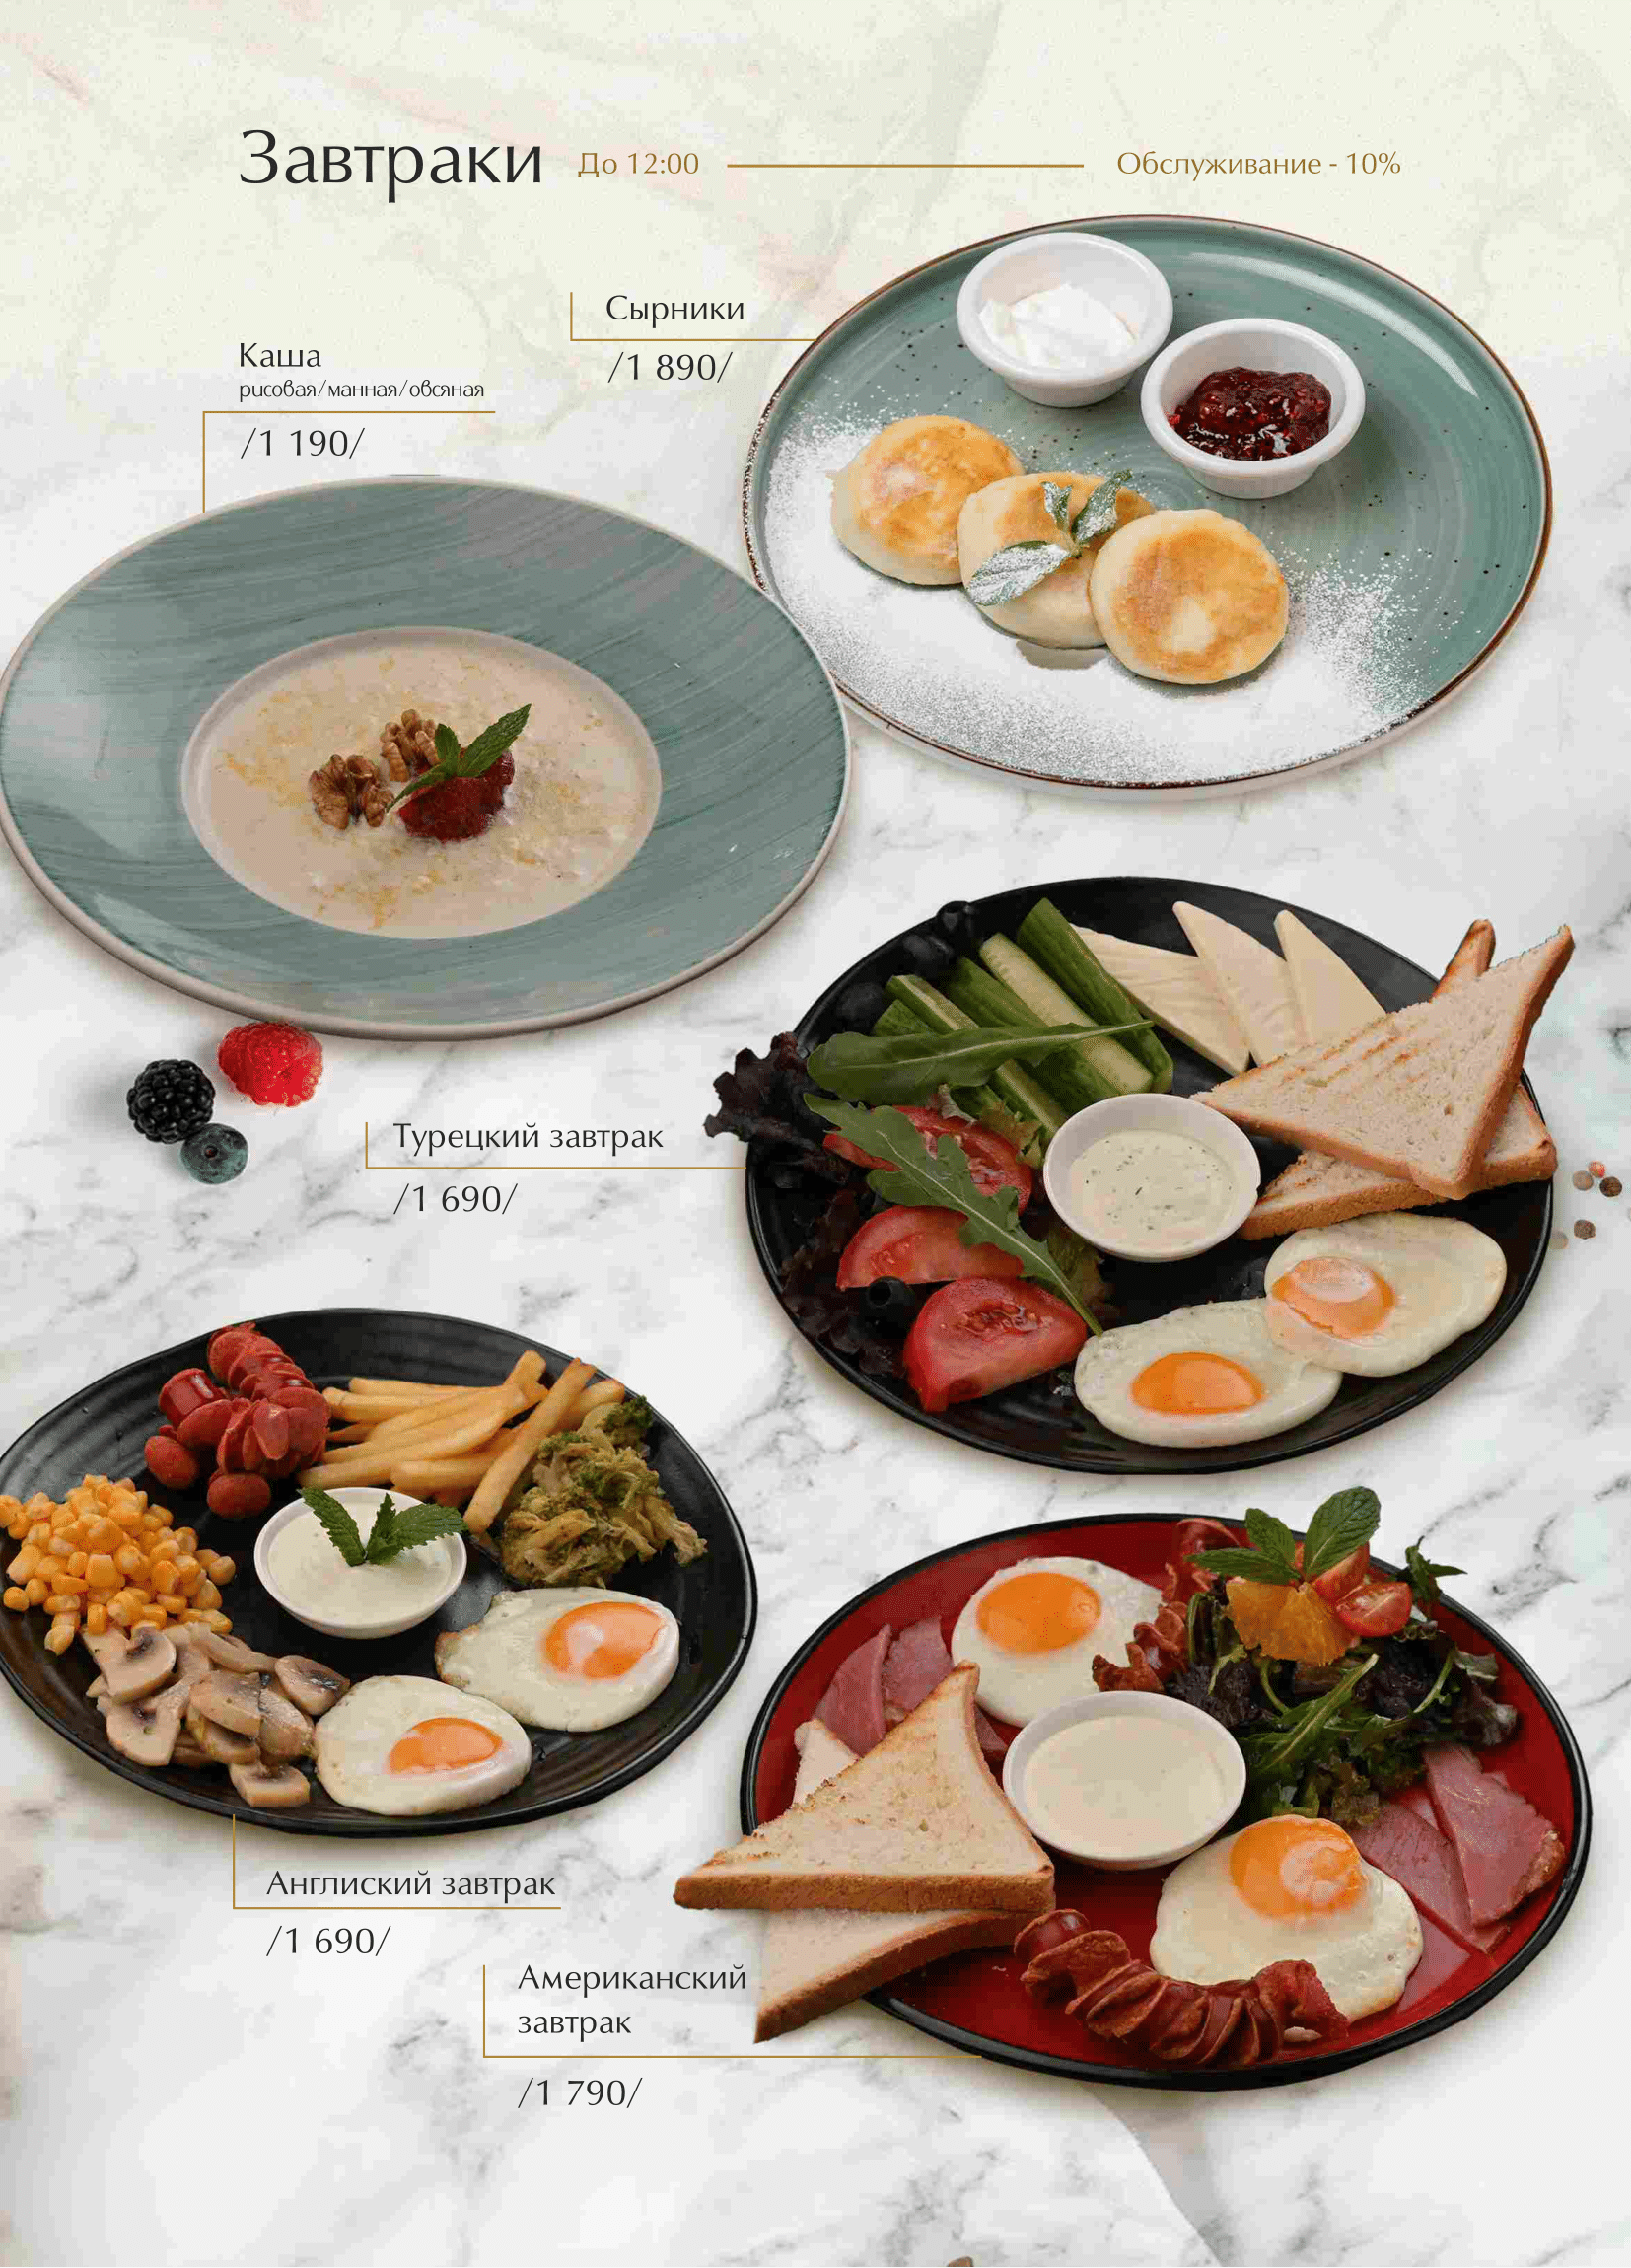 Завтраки До 12:00 Обслуживание - 10%
Сырники
/1 890/
Каша
рисовая/манная/овсяная
/1 190/
Турецкий завтрак
/1 690/
Англиский завтрак
/1 690/
Американский
завтрак
/1 790/